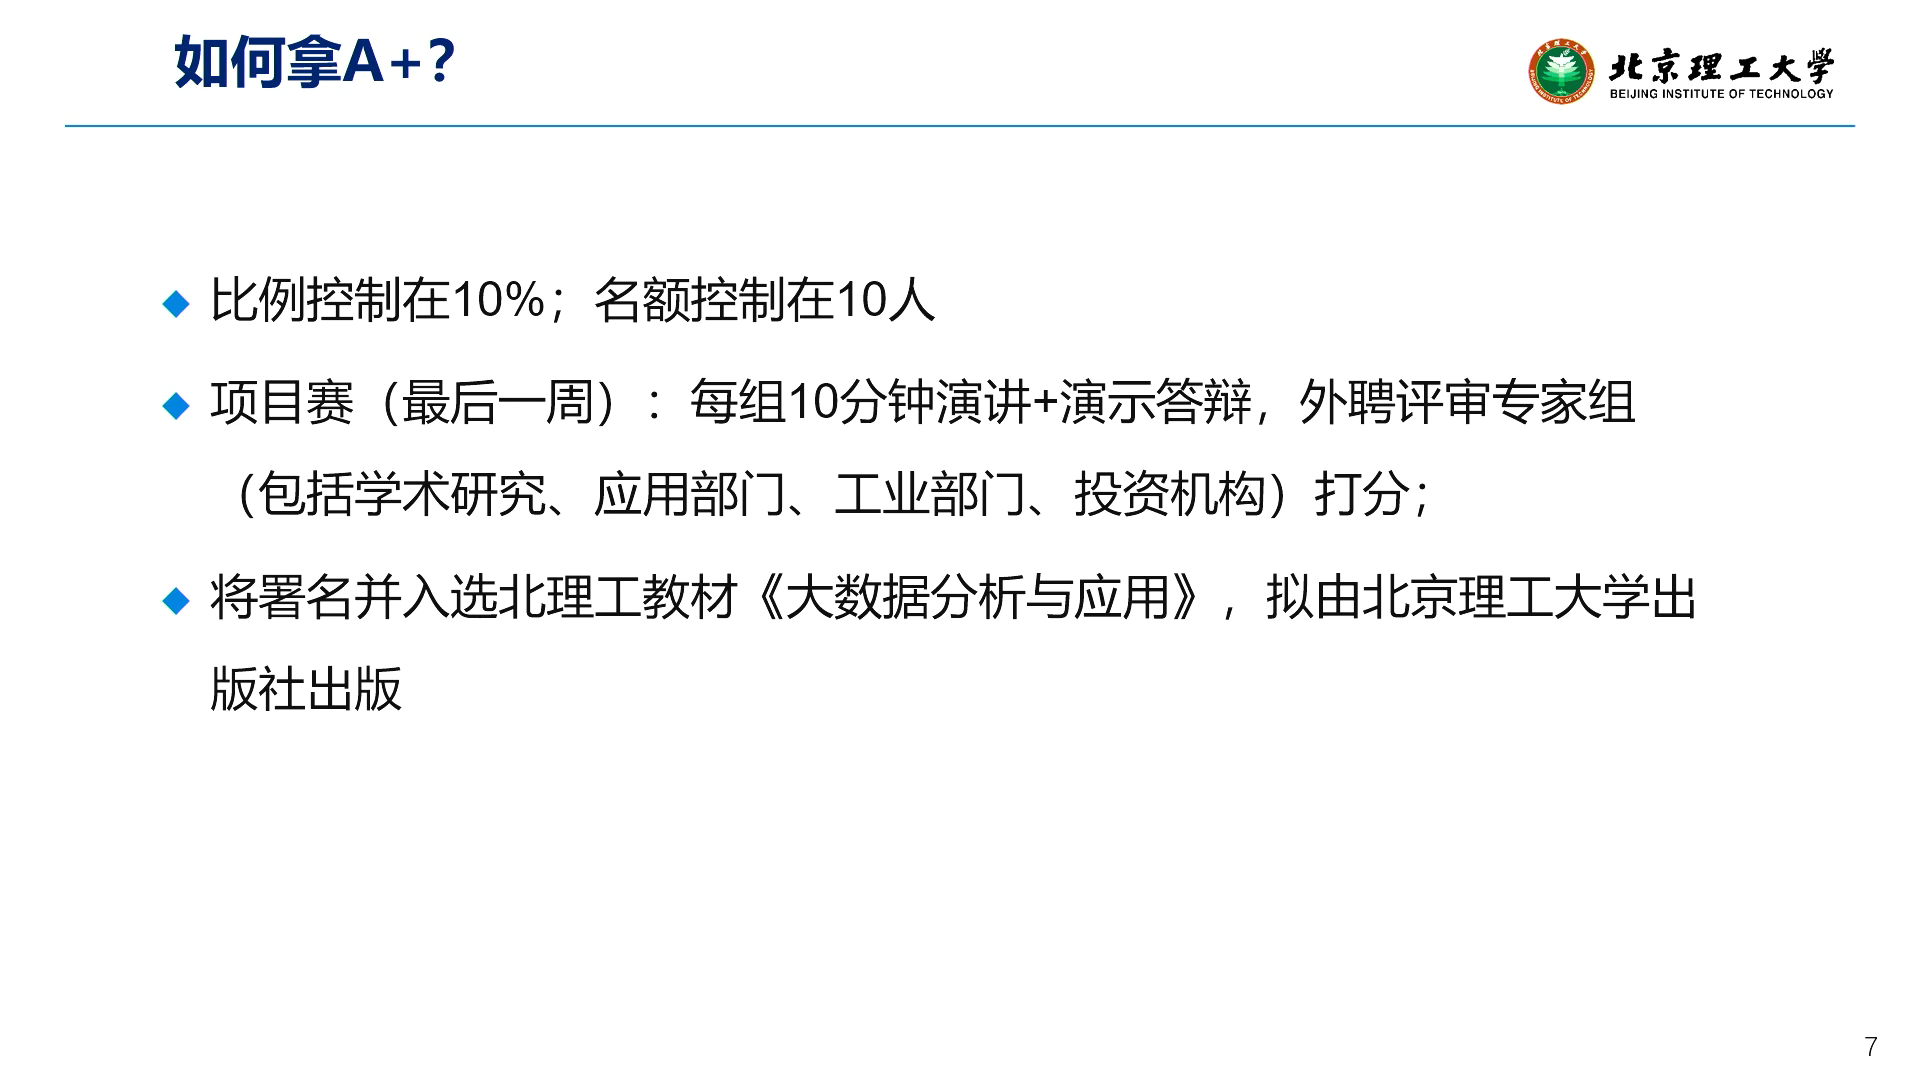 如何拿A+?
北京理工大学
BEIJING INSTITUTE OF TECHNOLOGY
比例控制在10%；名额控制在10人
项目赛（最后一周）：每组10分钟演讲+演示答辩，外聘评审专家组
（包括学术研究、应用部门、工业部门、投资机构）打分；
将署名并入选北理工教材《大数据分析与应用》，拟由北京理工大学出
版社出版
7